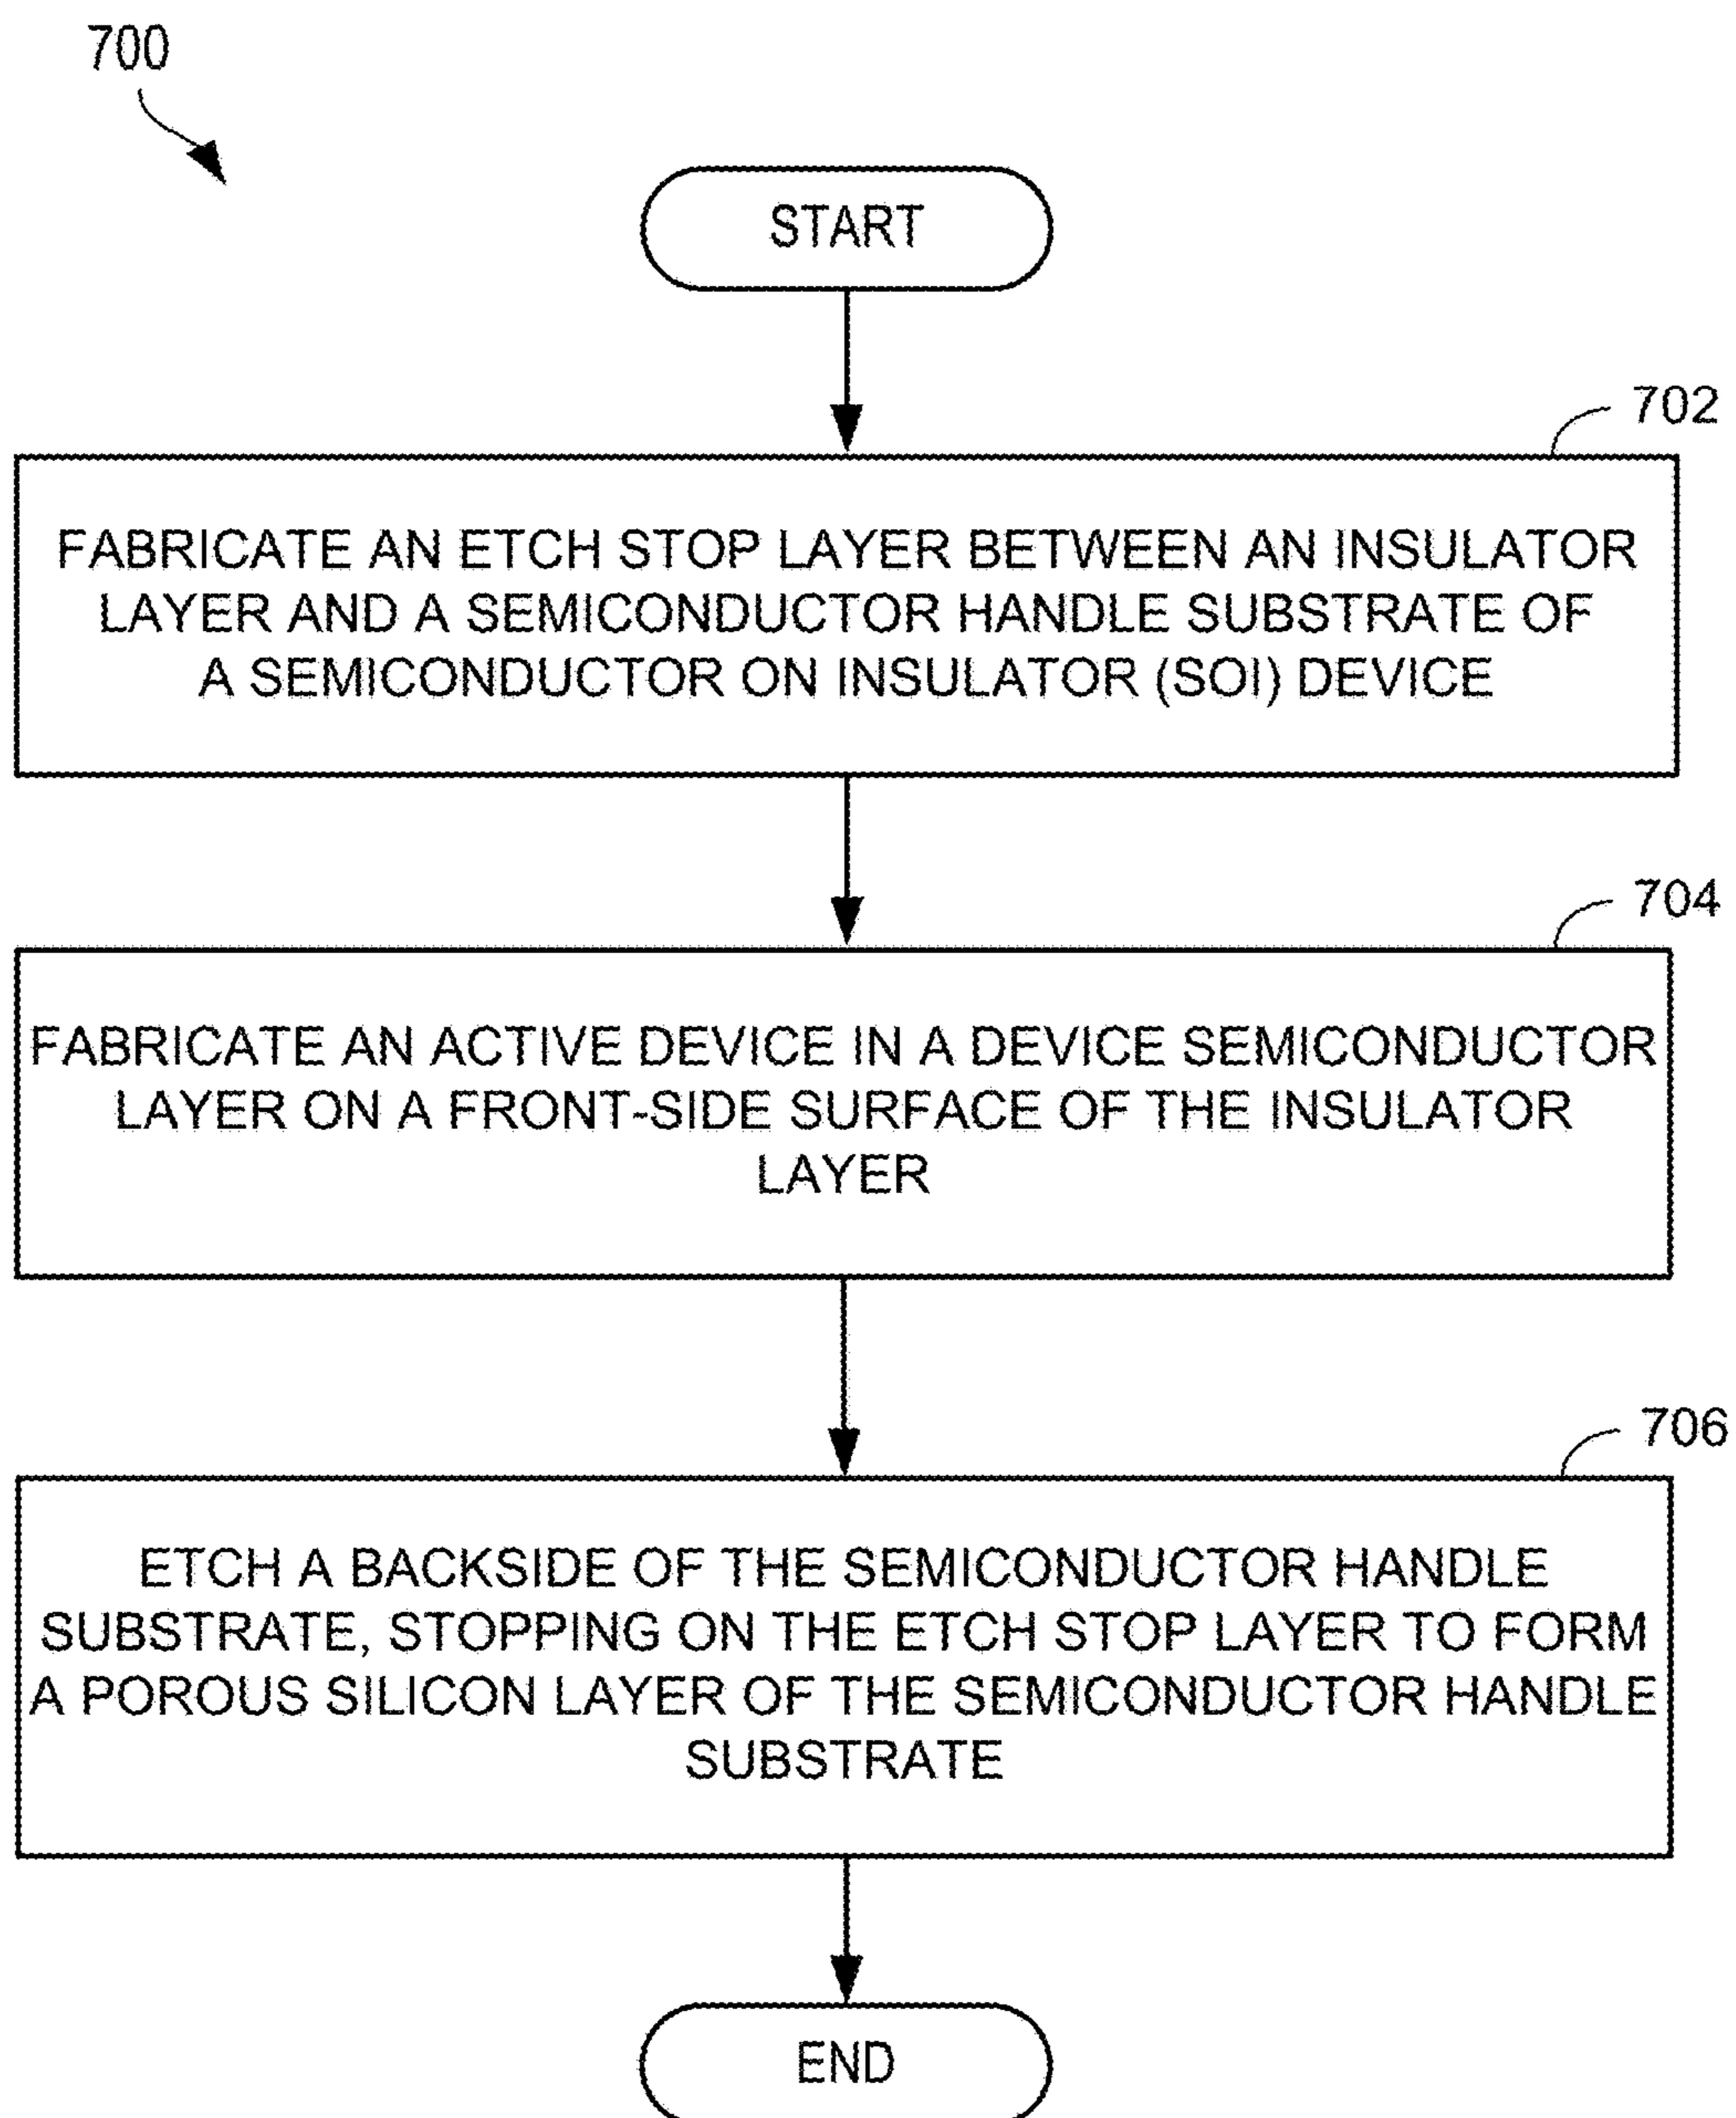 700
START
702
FABRICATE AN ETCH STOP LAYER BETWEEN AN INSULATOR
LAYER AND A SEMICONDUCTOR HANDLE SUBSTRATE OF
A SEMICONDUCTOR ON INSULATOR (SOI) DEVICE
704
FABRICATE AN ACTIVE DEVICE IN A DEVICE SEMICONDUCTOR
LAYER ON A FRONT-SIDE SURFACE OF THE INSULATOR
LAYER
706
ETCH A BACKSIDE OF THE SEMICONDUCTOR HANDLE
SUBSTRATE, STOPPING ON THE ETCH STOP LAYER TO FORM
A POROUS SILICON LAYER OF THE SEMICONDUCTOR HANDLE
SUBSTRATE
END